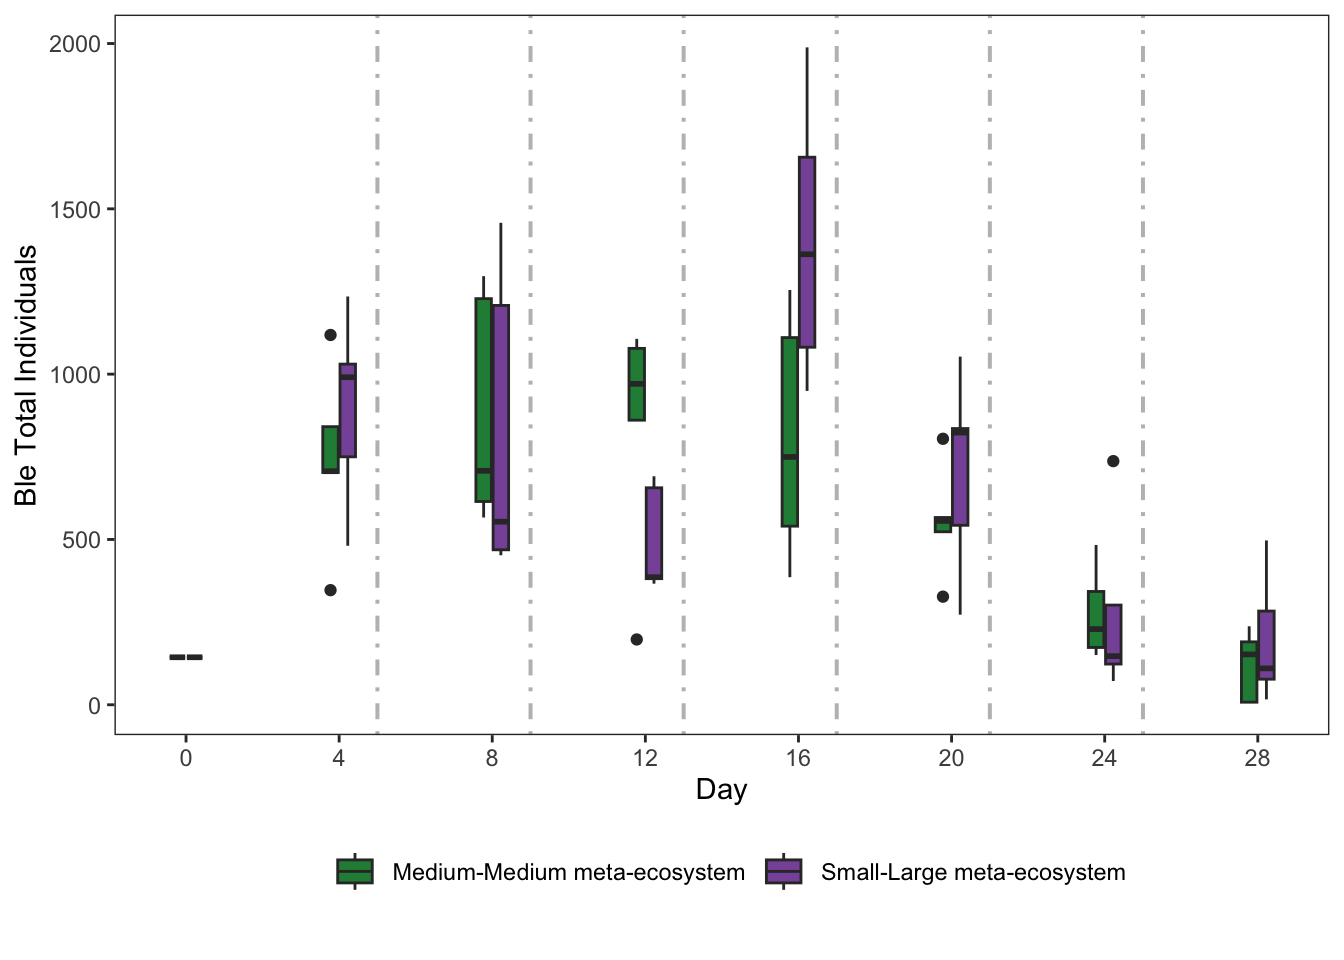 Ble Total Individuals
2000
1500
1000
500
0
0 4 8 12 16 20 24 28
Day
Medium-Medium meta-ecosystem Small-Large meta-ecosystem